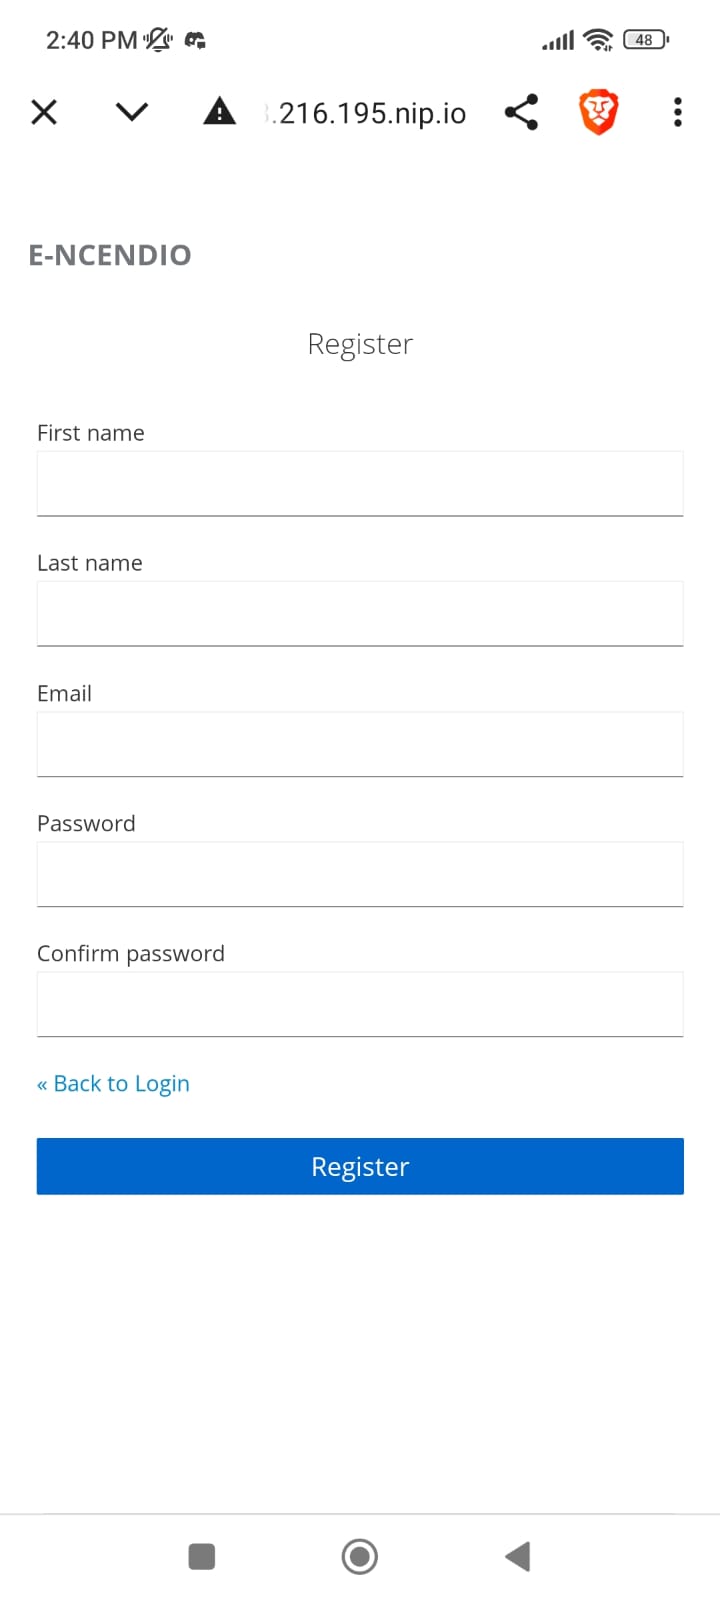 2:40 PM
48
.216.195.nip.io
E-NCENDIO
Register
First name
Last name
Email
Password
Confirm password
« Back to Login
Register